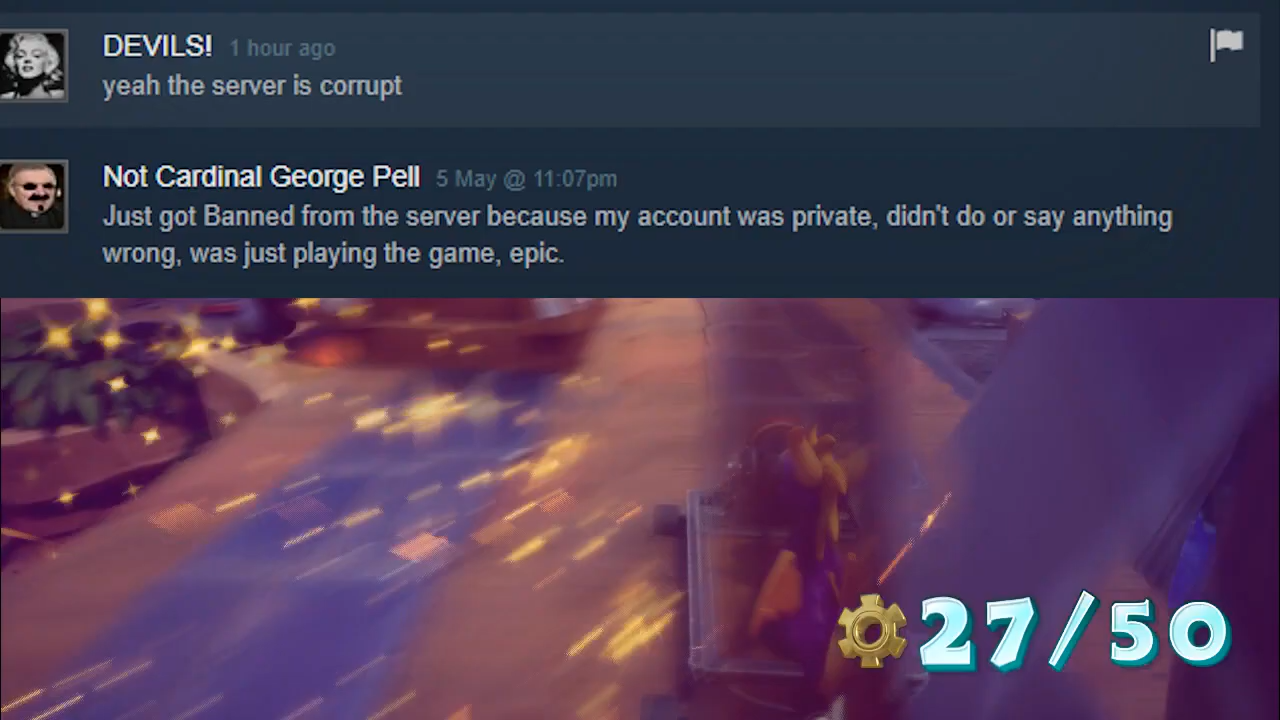 DEVILS! 1 hour ago
yeah the server is corrupt
Not Cardinal George Pell 5 May @ 11:07pm
Just got Banned from the server because my account was private, didn't do or say anything
wrong, was just playing the game, epic.
27/50